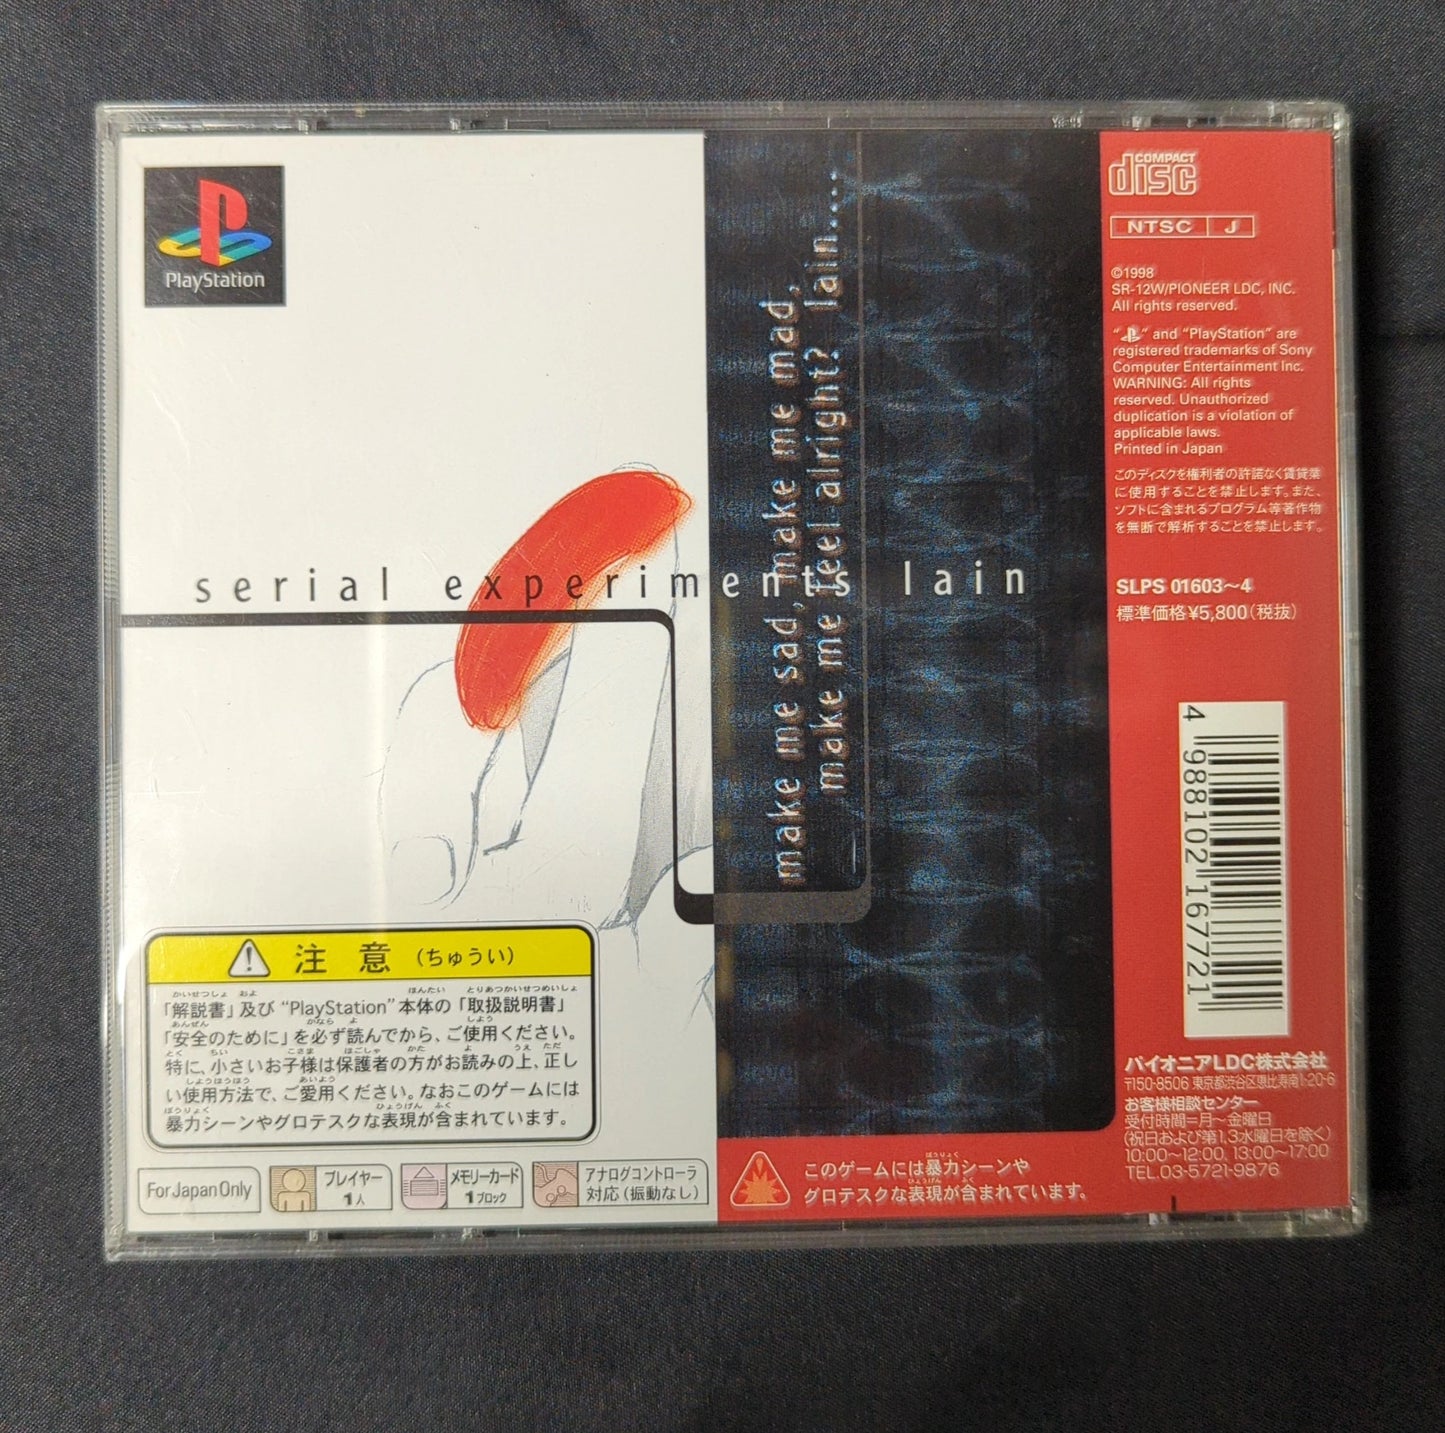 PlayStation
serial experiments lain
make me sad, make me mad,
make me feel alright? lain....
COMPACT
disc
NTSC J
©1998
SR-12W/PIONEER LDC, INC.
All rights reserved.
"PS" and "PlayStation" are
registered trademarks of Sony
Computer Entertainment Inc.
WARNING: All rights
reserved. Unauthorized
duplication is a violation of
applicable laws.
Printed in Japan
このディスクを権利者の許諾なく賃貸業
に使用することを禁止します。また、
ソフトに含まれるプログラム等著作物
を無断で解析することを禁止します。
SLPS 01603〜4
標準価格¥5,800(税抜)
4 988102 167721
パイオニアLDC株式会社
〒150-8506 東京都渋谷区恵比寿南1-20-6
お客様相談センター
受付時間=月〜金曜日
(祝日および第1,3水曜日を除く)
10:00〜12:00, 13:00〜17:00
TEL 03-5721-9876
注意(ちゅうい)
「解説書」及び “PlayStation” 本体の「取扱説明書」
「安全のために」を必ず読んでから、ご使用ください。
特に、小さいお子様は保護者の方がお読みの上、正し
い使用方法で、ご愛用ください。なおこのゲームには
暴力シーンやグロテスクな表現が含まれています。
For Japan Only
プレイヤー
1人
メモリーカード
1ブロック
アナログコントローラ
対応(振動なし)
このゲームには暴力シーンや
グロテスクな表現が含まれています。